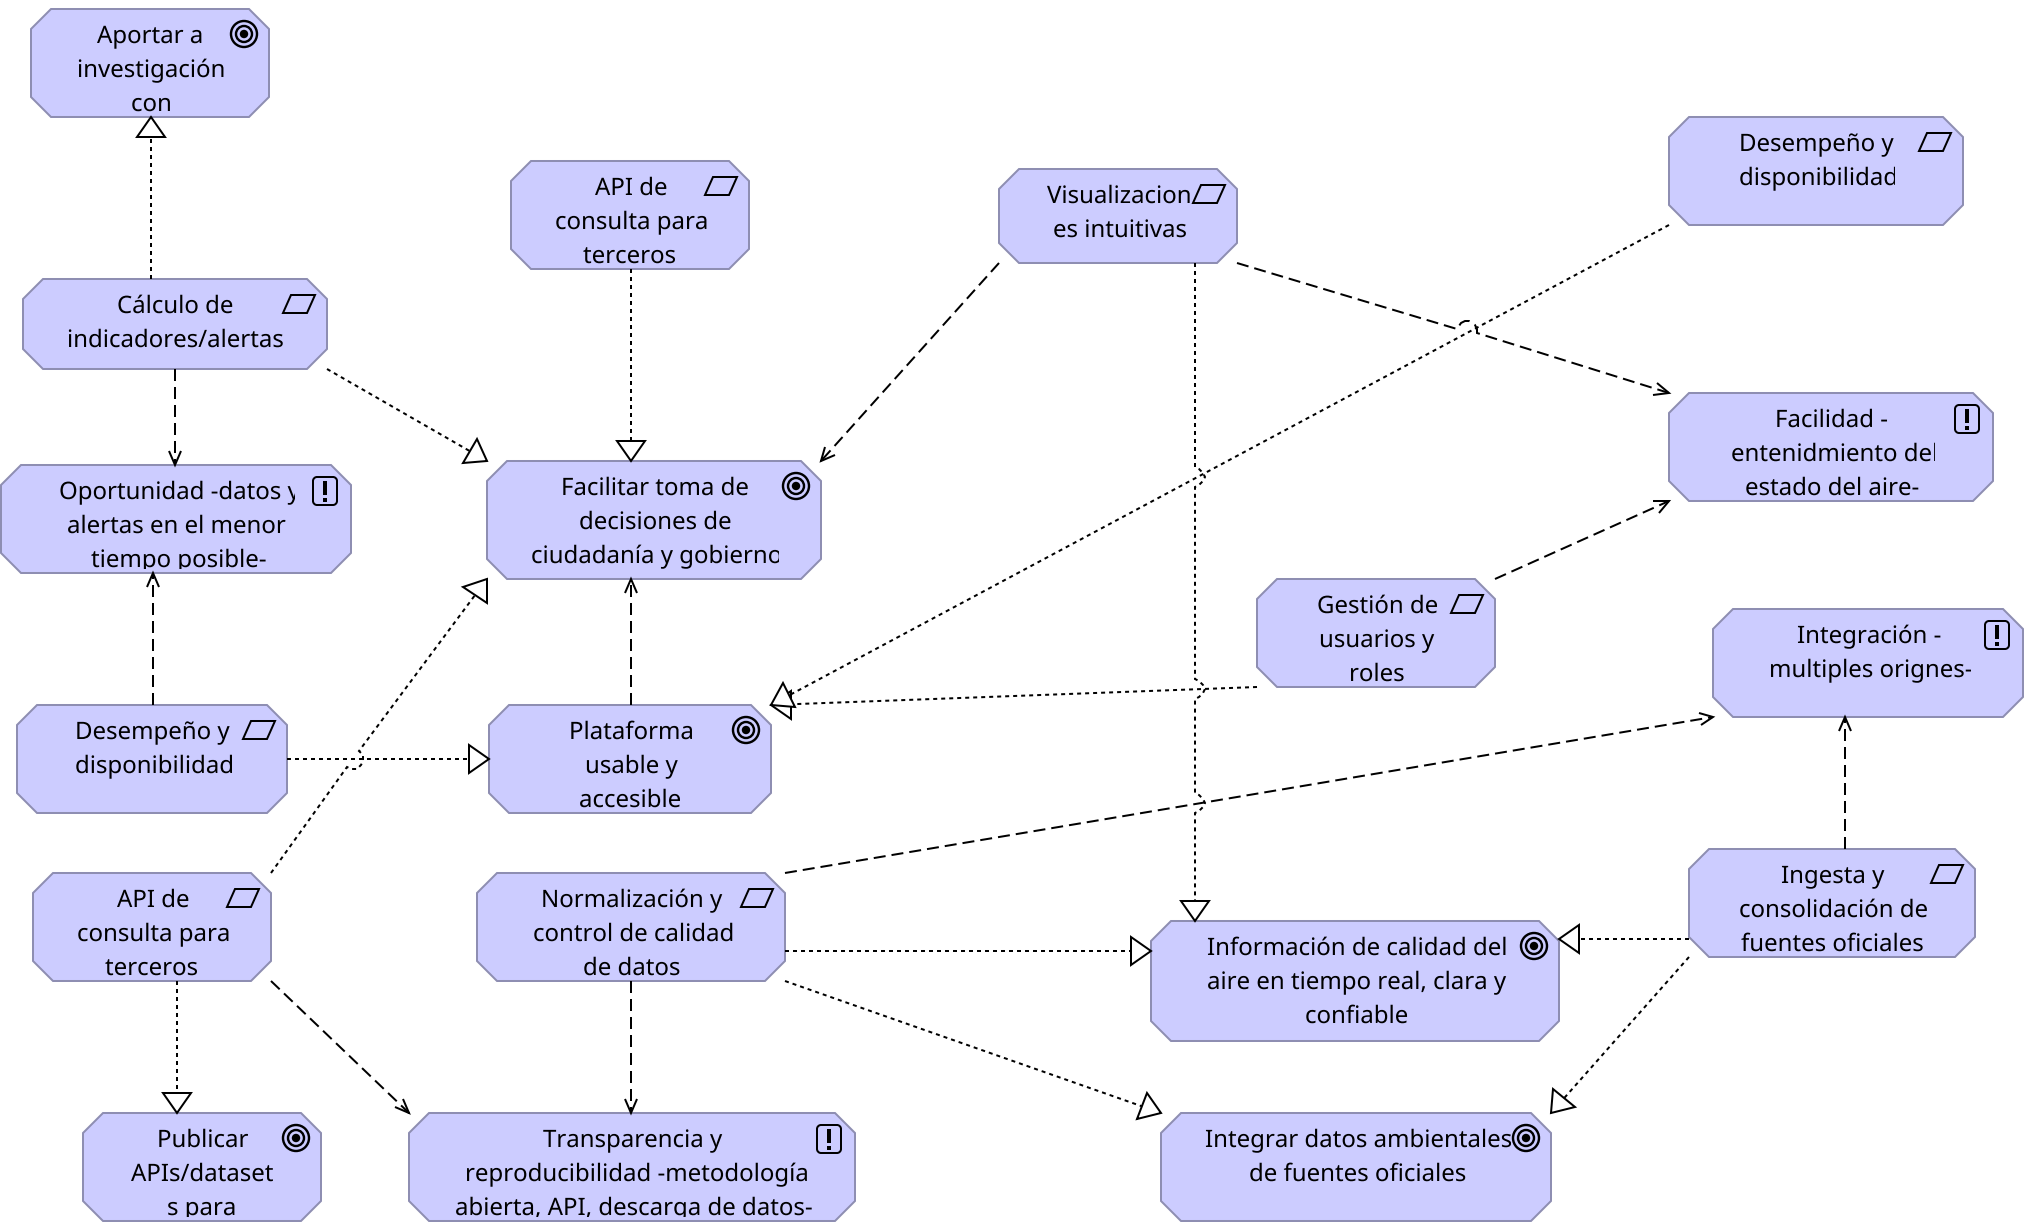 Aportar a
investigación
con
API de
consulta para
terceros
Visualizacion
es intuitivas
Desempeño y
disponibilidad
Cálculo de
indicadores/alertas
Facilidad -
entenidmiento del
estado del aire-
Oportunidad -datos y
alertas en el menor
tiempo posible-
Facilitar toma de
decisiones de
ciudadanía y gobierno
Gestión de
usuarios y
roles
Integración -
multiples orignes-
Desempeño y
disponibilidad
Plataforma
usable y
accesible
API de
consulta para
terceros
Normalización y
control de calidad
de datos
Ingesta y
consolidación de
fuentes oficiales
Información de calidad del
aire en tiempo real, clara y
confiable
Publicar
APIs/dataset
s para
Transparencia y
reproducibilidad -metodología
abierta, API, descarga de datos-
Integrar datos ambientales
de fuentes oficiales